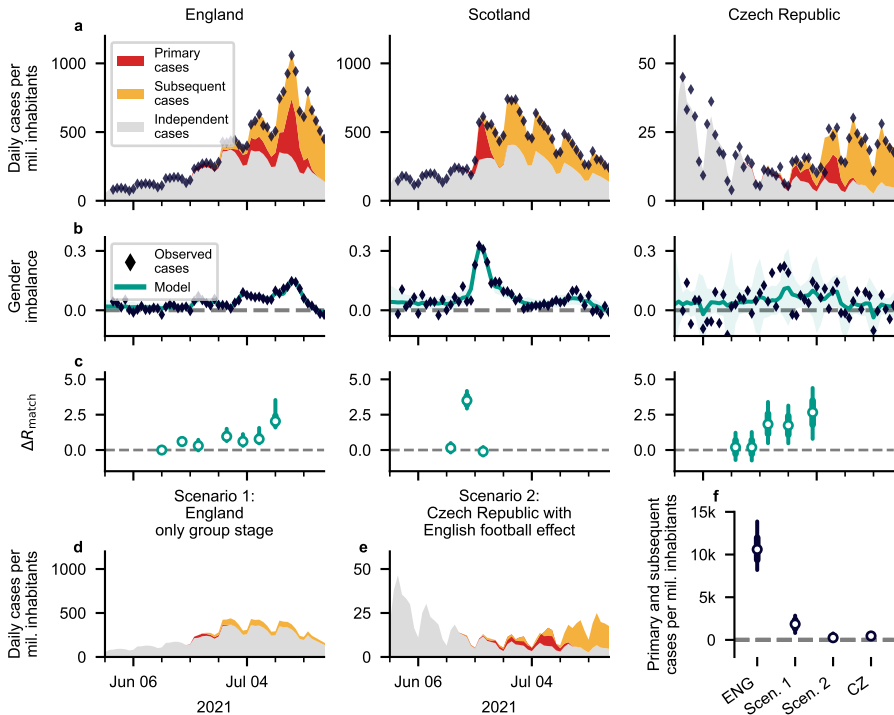 England
Scotland
Czech Republic
a
Daily cases per
mil. inhabitants
1000
500
0
Primary
cases
Subsequent
cases
Independent
cases
1000
500
0
50
25
0
b
Gender
imbalance
0.3
0.0
Observed
cases
Model
0.3
0.0
0.3
0.0
c
ΔRmatch
5.0
2.5
0.0
5.0
2.5
0.0
5.0
2.5
0.0
Scenario 1:
England
only group stage
Scenario 2:
Czech Republic with
English football effect
d
Daily cases per
mil. inhabitants
1000
500
0
Jun 06
Jul 04
2021
e
50
25
0
Jun 06
Jul 04
2021
f
Primary and subsequent
cases per mil. inhabitants
15k
10k
5k
0
ENG
Scen. 1
Scen. 2
CZ